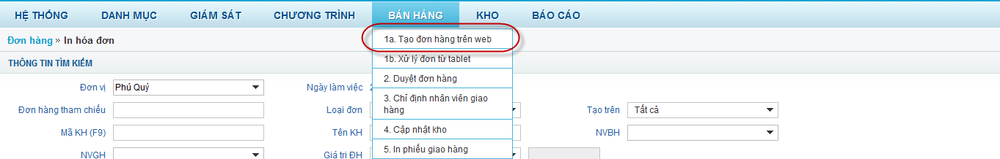 HỆ THỐNG DANH MỤC GIÁM SÁT CHƯƠNG TRÌNH BÁN HÀNG KHO BÁO CÁO
Đơn hàng » In hóa đơn
1a. Tạo đơn hàng trên web
THÔNG TIN TÌM KIẾM
1b. Xử lý đơn từ tablet
2. Duyệt đơn hàng
3. Chỉ định nhân viên giao
hàng
4. Cập nhật kho
5. In phiếu giao hàng
Đơn vị Phú Quý Ngày làm việc
Đơn hàng tham chiếu Loại đơn Tạo trên Tất cả
Mã KH (F9) Tên KH NVBH
NVGH Giá trị ĐH